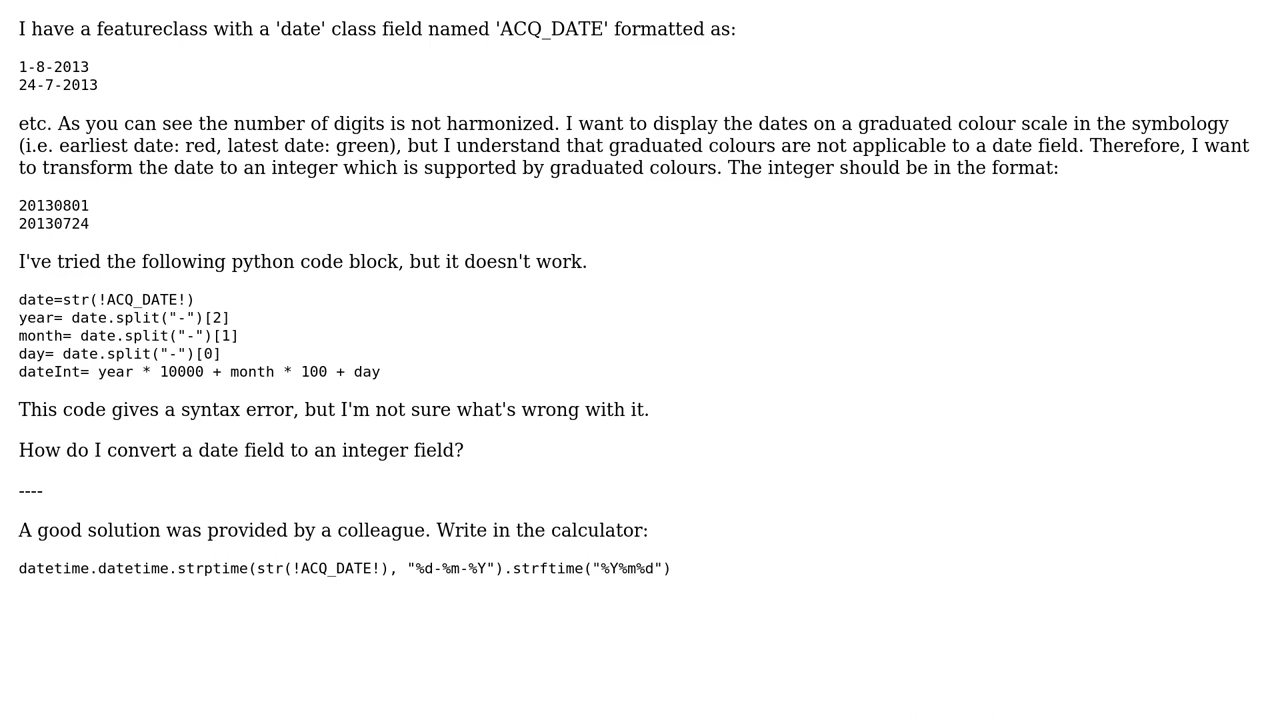 I have a featureclass with a 'date' class field named 'ACQ_DATE' formatted as:
1-8-2013
24-7-2013
etc. As you can see the number of digits is not harmonized. I want to display the dates on a graduated colour scale in the symbology
(i.e. earliest date: red, latest date: green), but I understand that graduated colours are not applicable to a date field. Therefore, I want
to transform the date to an integer which is supported by graduated colours. The integer should be in the format:
20130801
20130724
I've tried the following python code block, but it doesn't work.
date=str(!ACQ_DATE!)
year= date.split("-")[2]
month= date.split("-")[1]
day= date.split("-")[0]
dateInt= year * 10000 + month * 100 + day
This code gives a syntax error, but I'm not sure what's wrong with it.
How do I convert a date field to an integer field?
----
A good solution was provided by a colleague. Write in the calculator:
datetime.datetime.strptime(str(!ACQ_DATE!), "%d-%m-%Y").strftime("%Y%m%d")